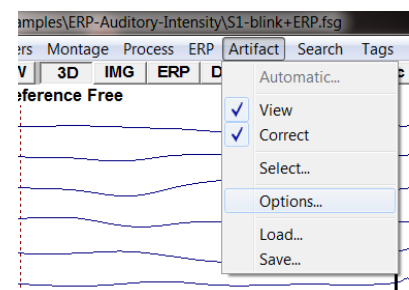 amples\ERP-Auditory-Intensity\S1-blink+ERP.fsg
ers Montage Process ERP Artifact Search Tags
3D IMG ERP D c
eference Free
Automatic...
View
Correct
Select...
Options...
Load...
Save...